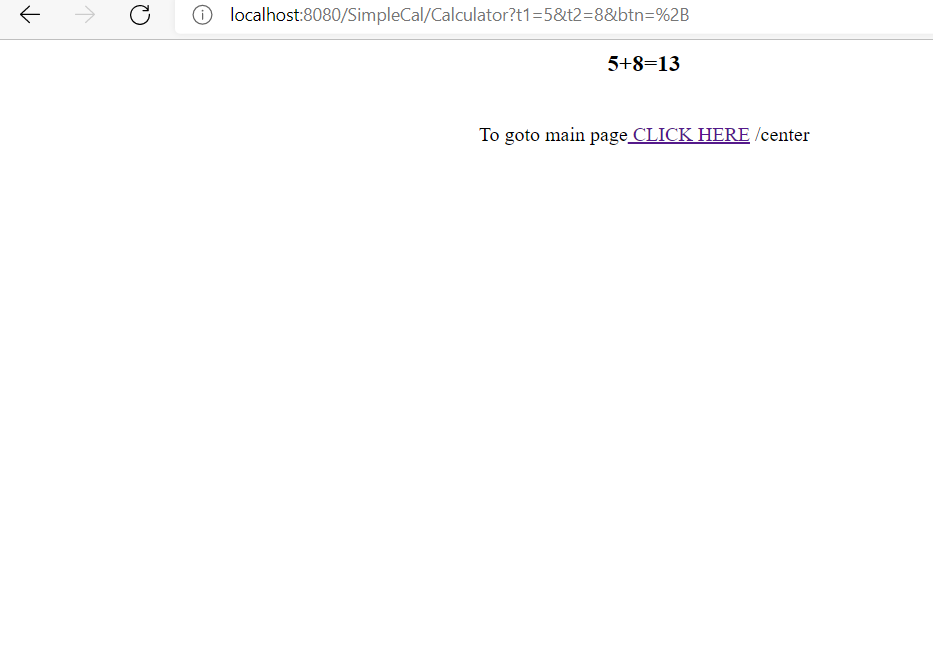 localhost:8080/SimpleCal/Calculator?t1=5&t2=8&btn=%2B
5+8=13
To goto main page CLICK HERE /center